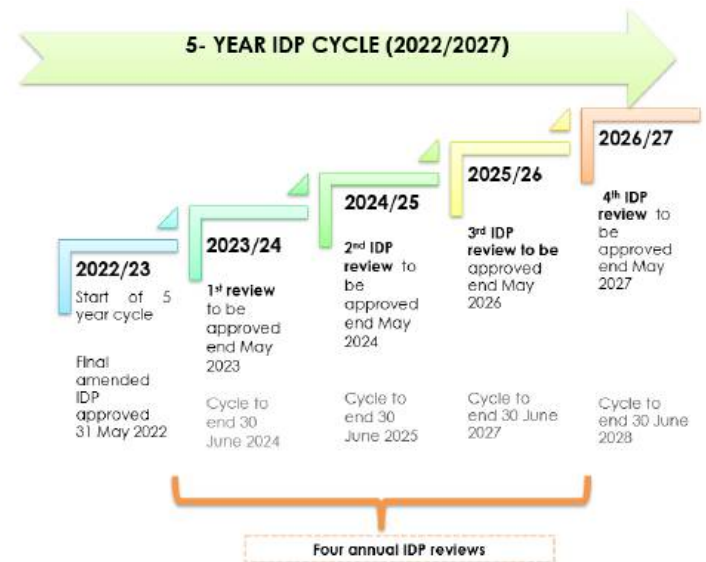 5- YEAR IDP CYCLE (2022/2027)
2022/23
Start of 5
year cycle
Final
amended
IDP
approved
31 May 2022
2023/24
1st review
to be
approved
end May
2023
Cycle to
end 30
June 2024
2024/25
2nd IDP
review to
be
approved
end May
2024
Cycle to
end 30
June 2025
2025/26
3rd IDP
review to be
approved
end May
2026
Cycle to
end 30 June
2027
2026/27
4th IDP
review to
be
approved
end May
2027
Cycle to
end 30 June
2028
Four annual IDP reviews